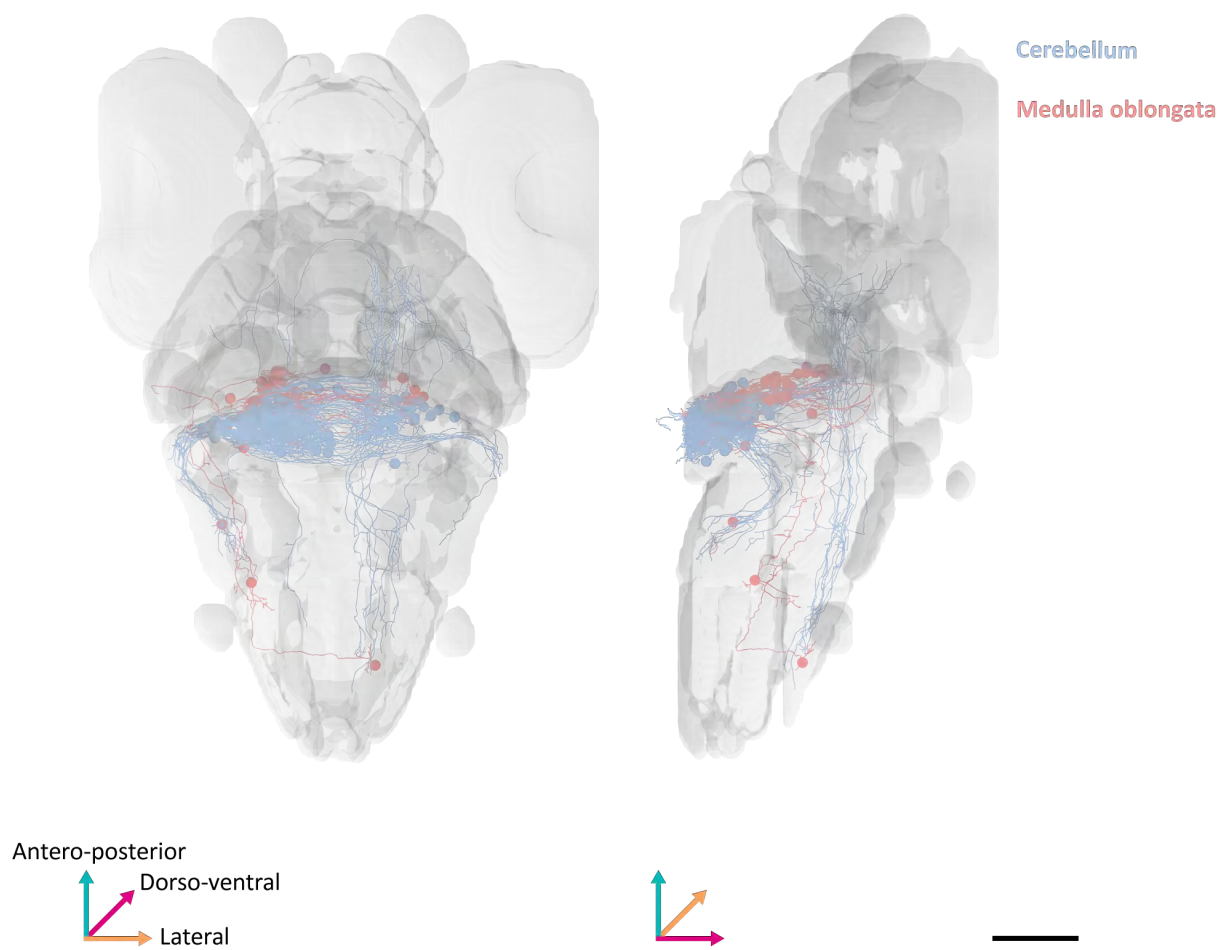 Cerebellum
Medulla oblongata
Antero-posterior
Dorso-ventral
Lateral